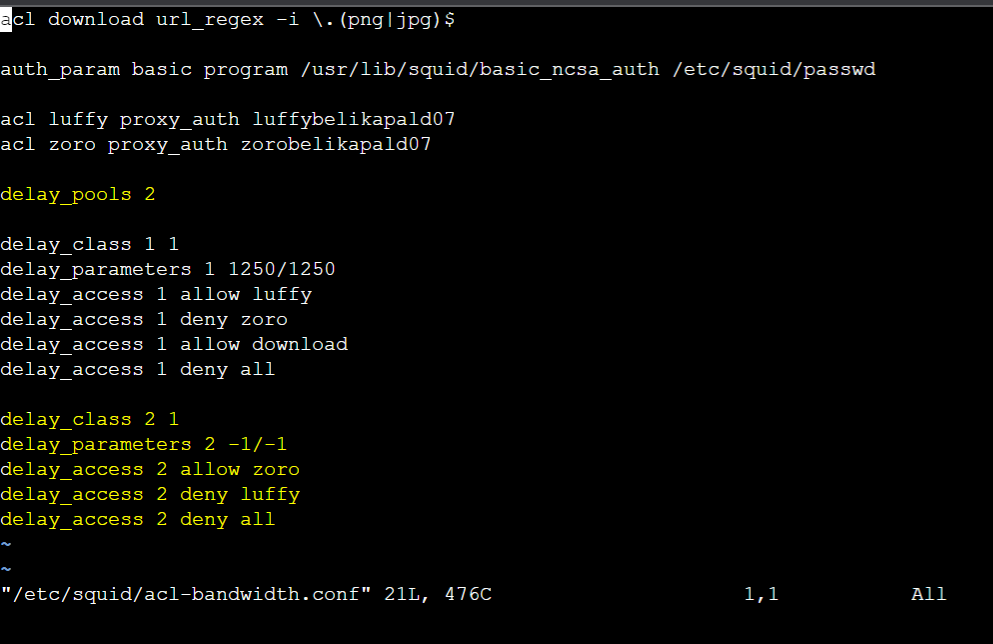 acl download url_regex -i \.(png|jpg)$
auth_param basic program /usr/lib/squid/basic_ncsa_auth /etc/squid/passwd
acl luffy proxy_auth luffybelikapald07
acl zoro proxy_auth zorobelikapald07
delay_pools 2
delay_class 1 1
delay_parameters 1 1250/1250
delay_access 1 allow luffy
delay_access 1 deny zoro
delay_access 1 allow download
delay_access 1 deny all
delay_class 2 1
delay_parameters 2 -1/-1
delay_access 2 allow zoro
delay_access 2 deny luffy
delay_access 2 deny all
~
~
"/etc/squid/acl-bandwidth.conf" 21L, 476C 1,1 All